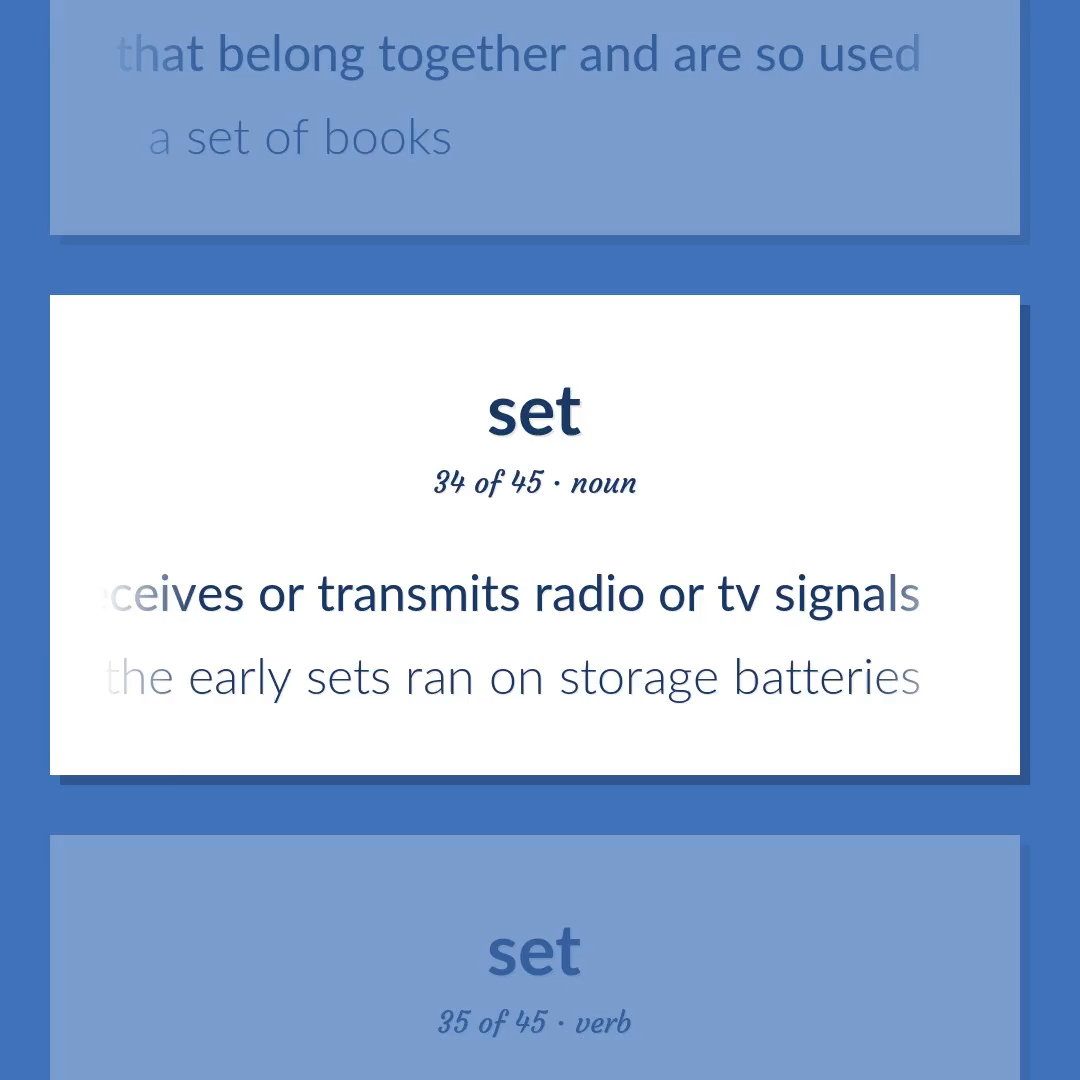 that belong together and are so used
a set of books
set
34 of 45 · noun
or transmits radio or tv signals
the early sets ran on storage batteries
set
35 of 45 · verb